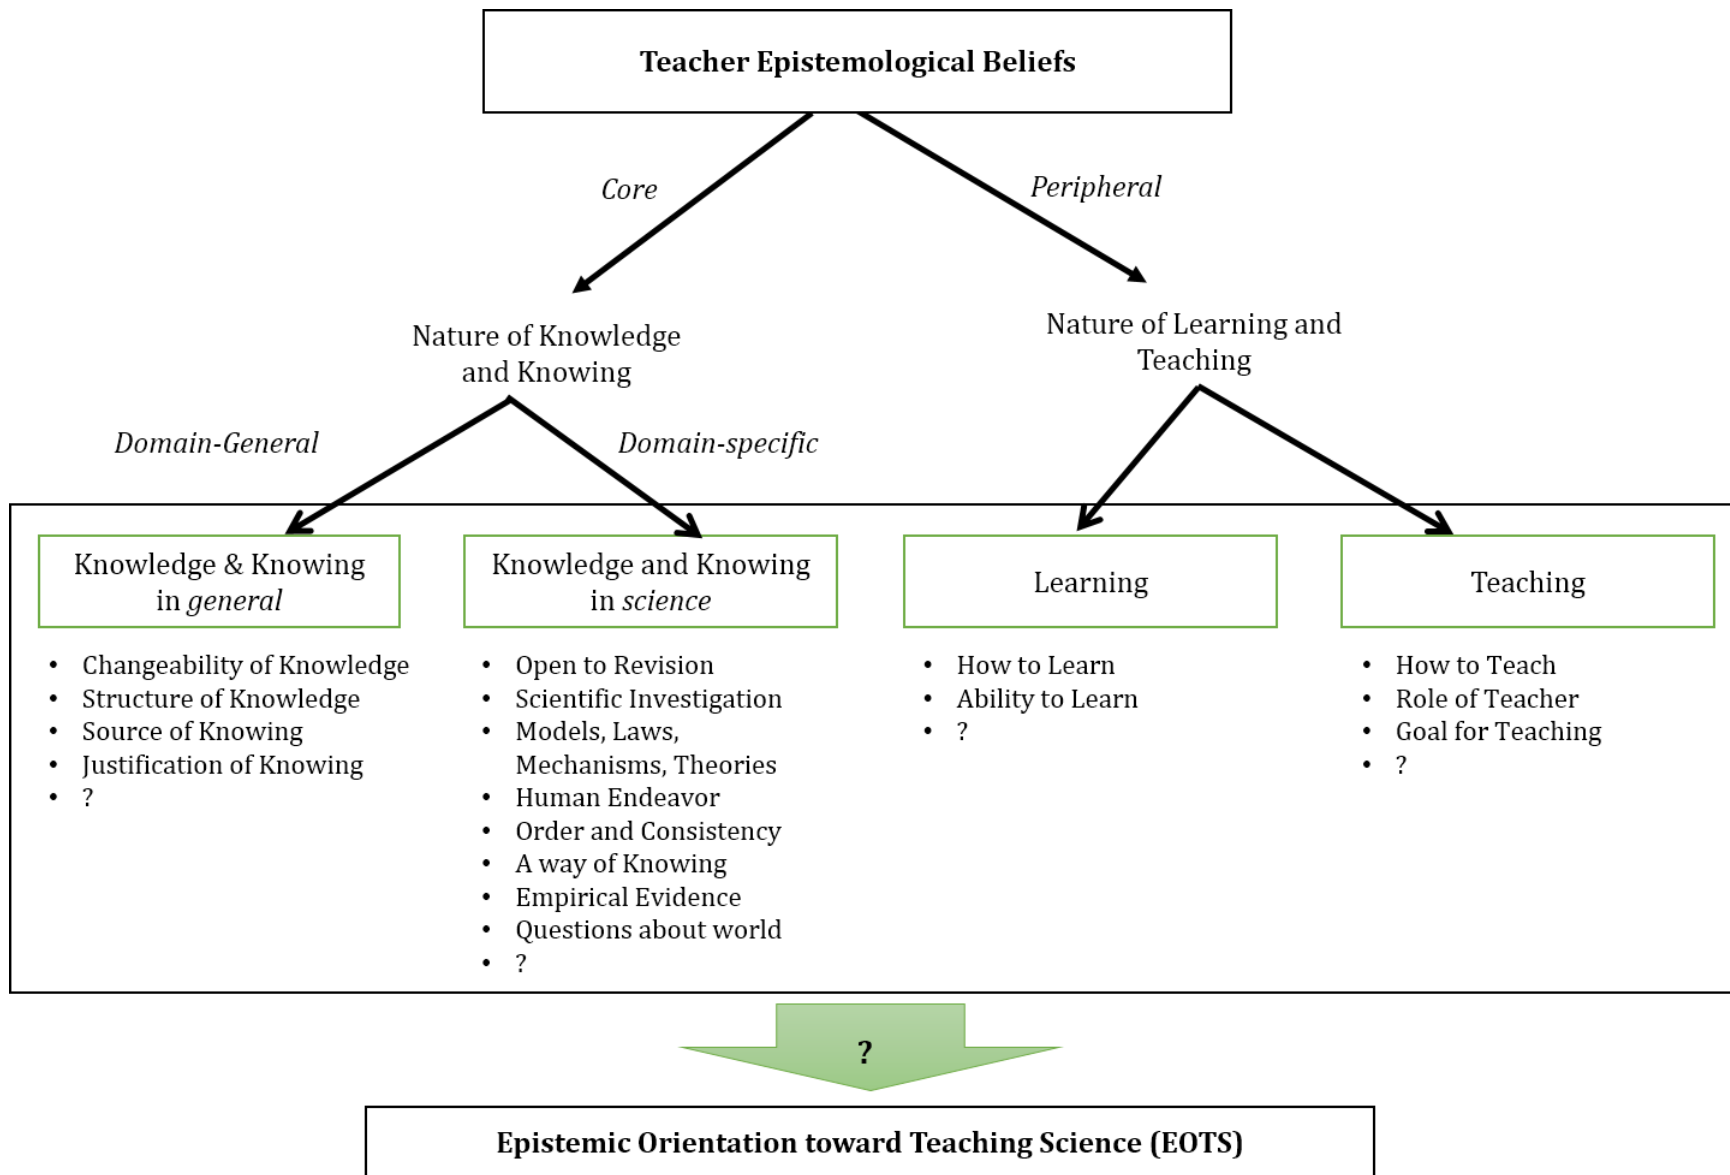 Teacher Epistemological Beliefs
Core
Peripheral
Nature of Knowledge
and Knowing
Nature of Learning and
Teaching
Domain-General
Domain-specific
Knowledge & Knowing
in general
• Changeability of Knowledge
• Structure of Knowledge
• Source of Knowing
• Justification of Knowing
• ?
Knowledge and Knowing
in science
• Open to Revision
• Scientific Investigation
• Models, Laws,
Mechanisms, Theories
• Human Endeavor
• Order and Consistency
• A way of Knowing
• Empirical Evidence
• Questions about world
• ?
Learning
• How to Learn
• Ability to Learn
• ?
Teaching
• How to Teach
• Role of Teacher
• Goal for Teaching
• ?
?
Epistemic Orientation toward Teaching Science (EOTS)